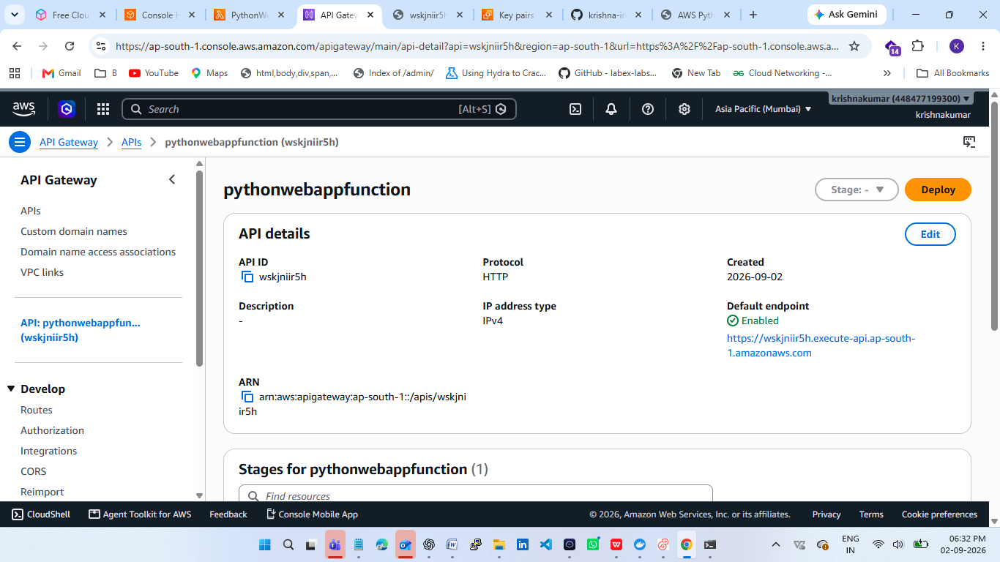 Free Clou
Console H
PythonWe
API Gatew
wskjniir5h
Key pairs
krishna-in
AWS Pyth
Ask Gemini
https://ap-south-1.console.aws.amazon.com/apigateway/main/api-detail?api=wskjniir5h&region=ap-south-1&url=https%3A%2F%2Fap-south-1.console.aws.a...
14
K
Gmail
B
YouTube
Maps
html,body,div,span,...
Index of /admin/
Using Hydra to Crac...
GitHub - labex-labs...
New Tab
Cloud Networking -...
All Bookmarks
aws
Search
[Alt+S]
Asia Pacific (Mumbai)
krishnakumar (448477199300)
krishnakumar
API Gateway
APIs
pythonwebappfunction (wskjniir5h)
API Gateway
APIs
Custom domain names
Domain name access associations
VPC links
API: pythonwebappfun...
(wskjniir5h)
Develop
Routes
Authorization
Integrations
CORS
Reimport
pythonwebappfunction
Stage: -
Deploy
API details
Edit
API ID
wskjniir5h
Protocol
HTTP
Created
2026-09-02
Description
-
IP address type
IPv4
Default endpoint
Enabled
https://wskjniir5h.execute-api.ap-south-
1.amazonaws.com
ARN
arn:aws:apigateway:ap-south-1::/apis/wskjni
ir5h
Stages for pythonwebappfunction (1)
Find resources
CloudShell
Agent Toolkit for AWS
Feedback
Console Mobile App
© 2026, Amazon Web Services, Inc. or its affiliates.
Privacy
Terms
Cookie preferences
ENG
IN
06:32 PM
02-09-2026